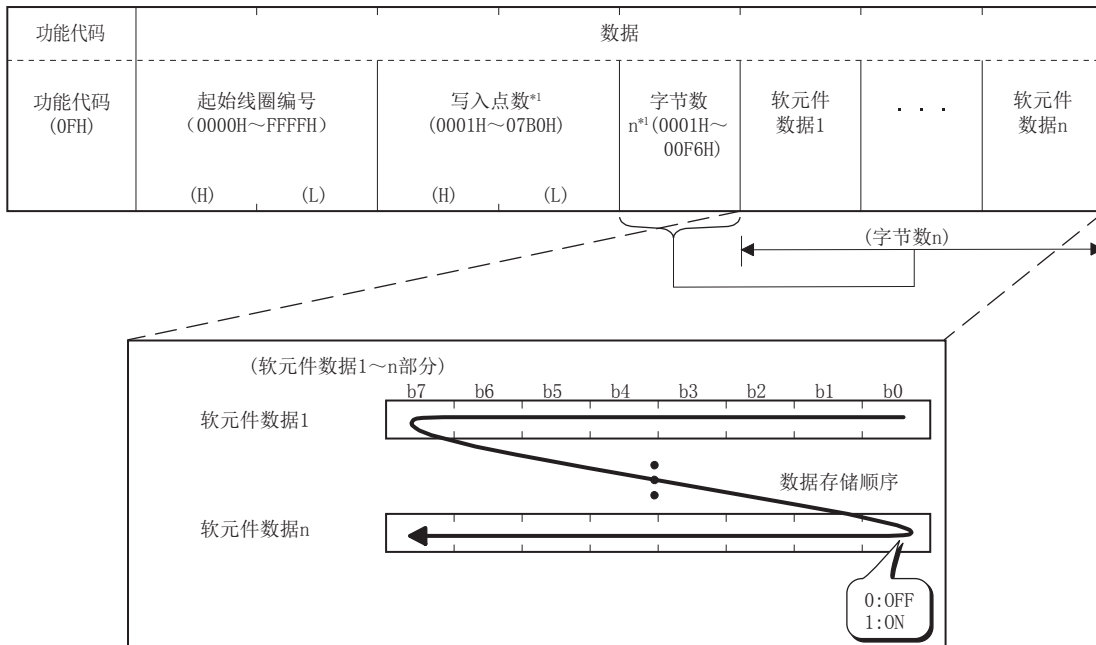 功能代码 数据
功能代码
(0FH)
起始线圈编号
(0000H～FFFFH)
(H) (L)
写入点数*1
(0001H～07B0H)
(H) (L)
字节数
n*1(0001H～
00F6H)
软元件
数据1
· · ·
软元件
数据n
(字节数n)
(软元件数据1～n部分)
b7 b6 b5 b4 b3 b2 b1 b0
软元件数据1
数据存储顺序
软元件数据n
0:OFF
1:ON